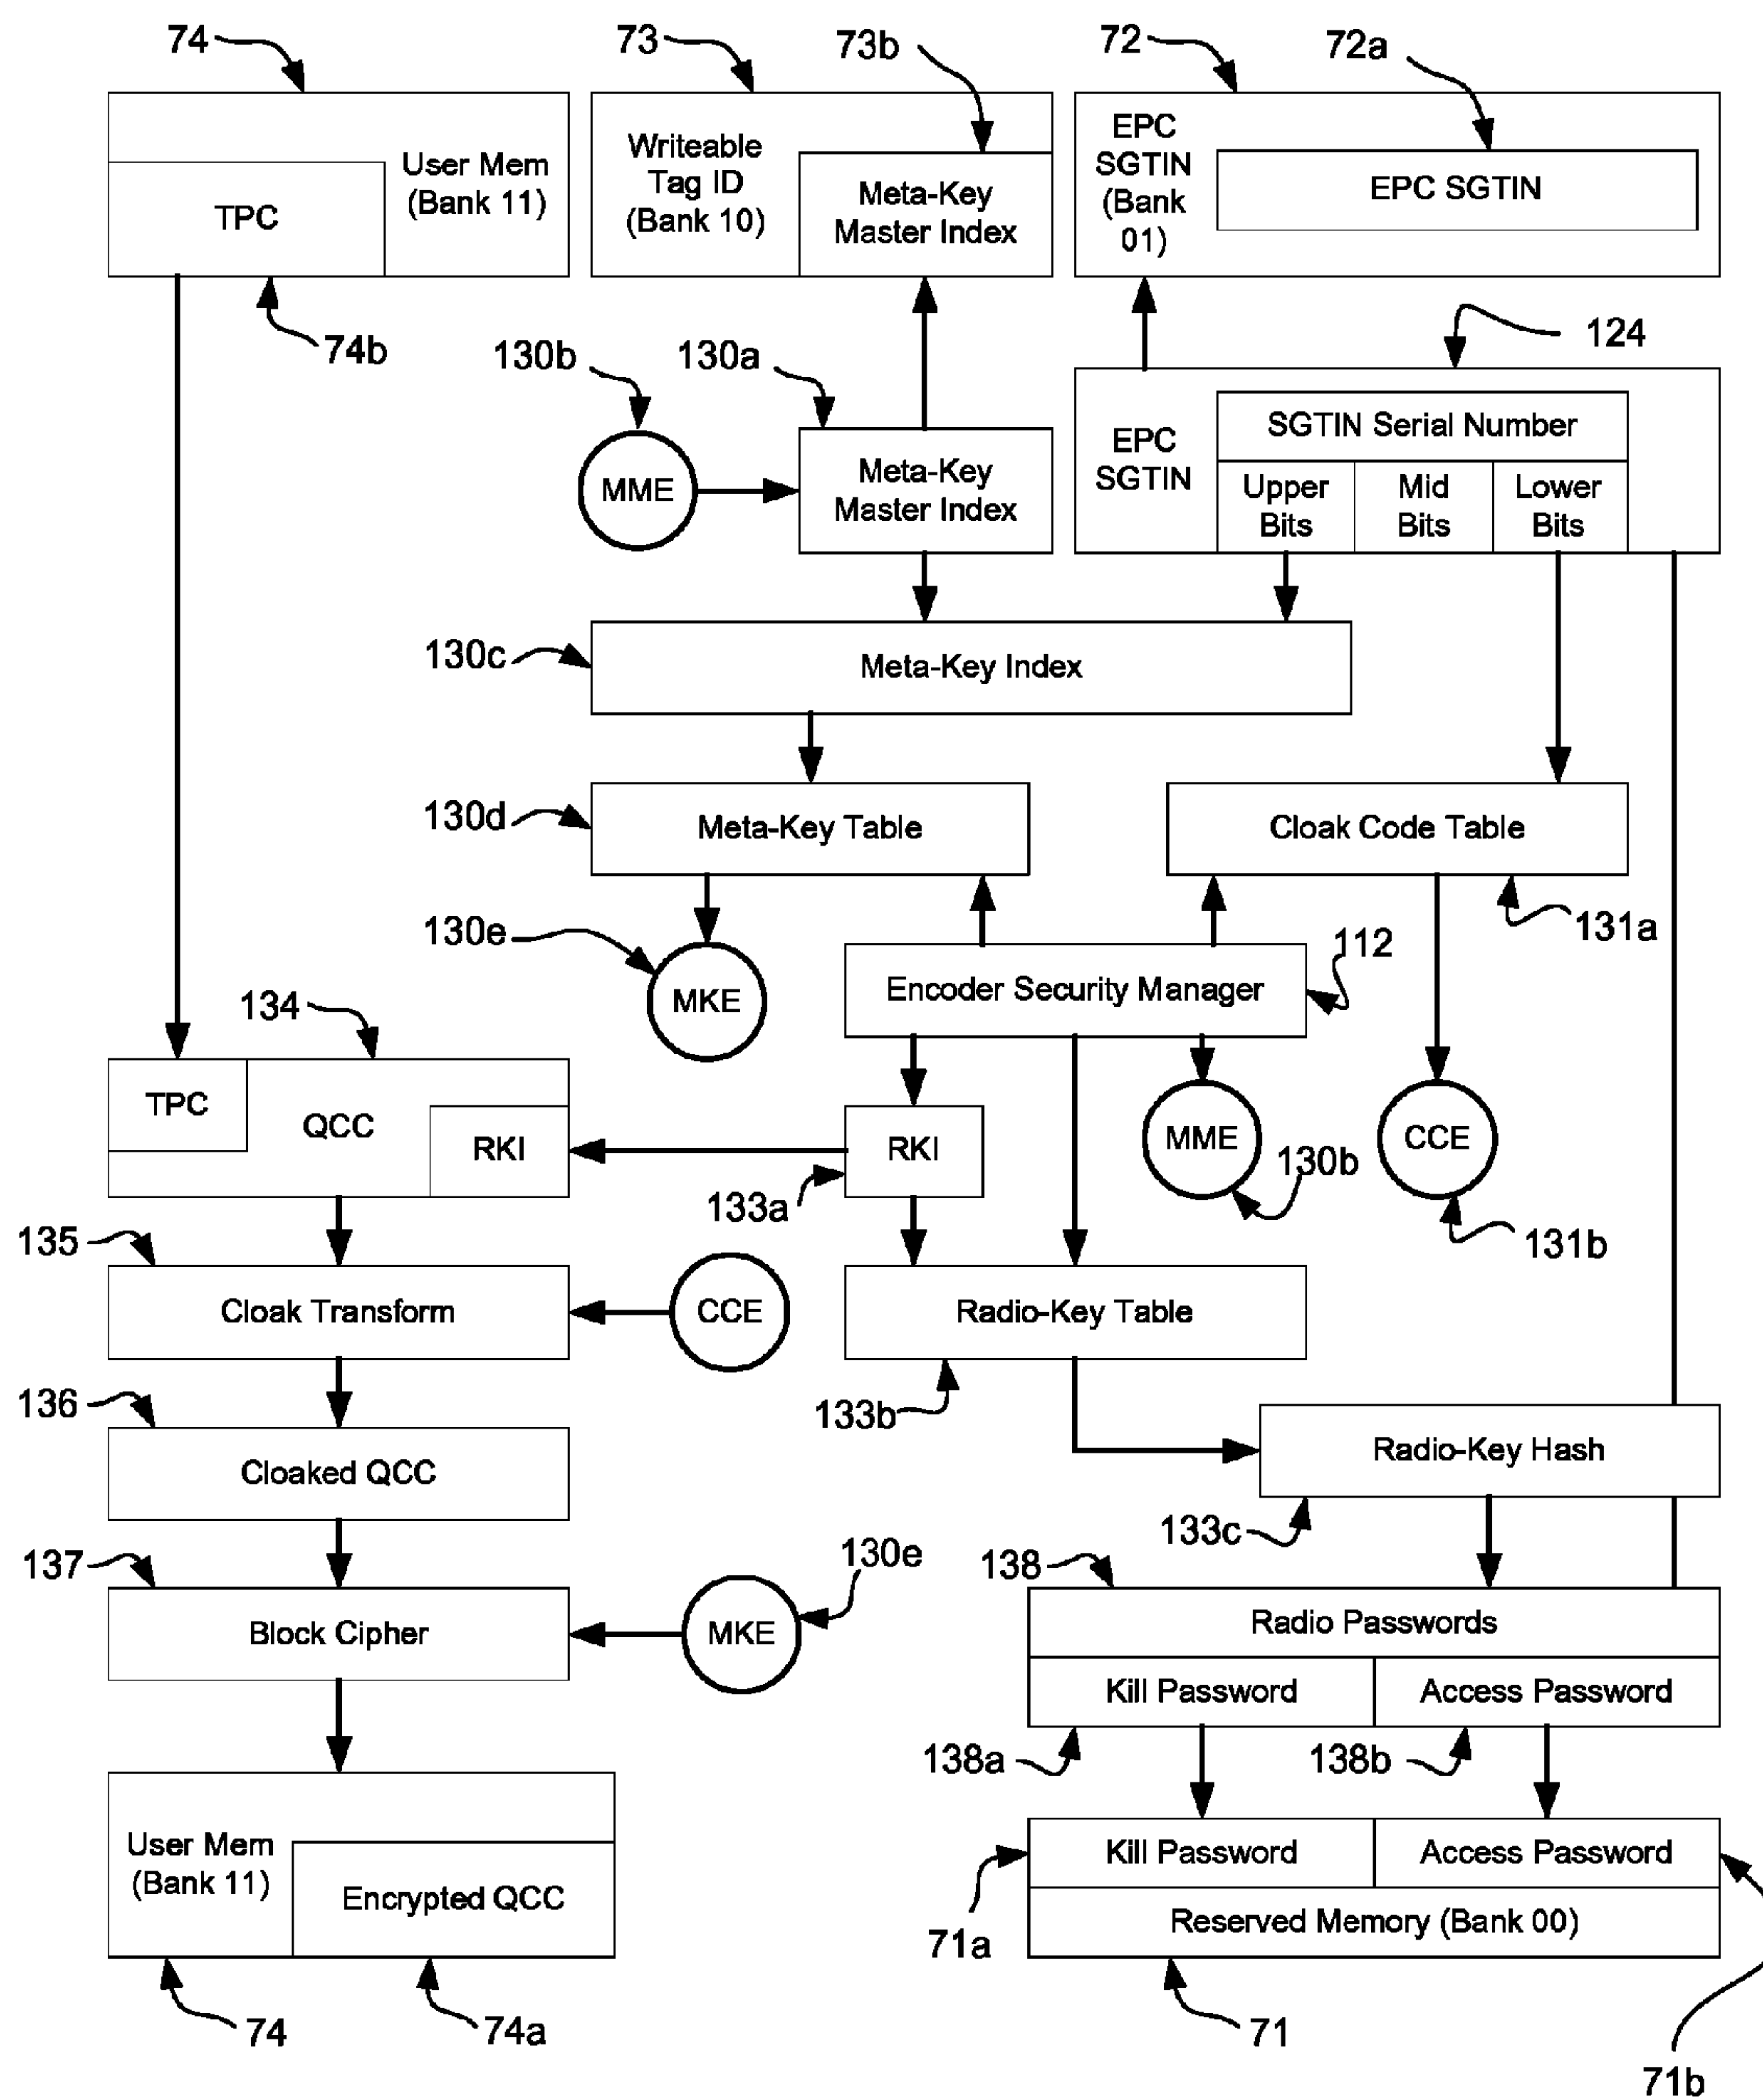 74
73
73b
72
72a
User Mem
(Bank 11)
TPC
Writeable
Tag ID
(Bank 10)
Meta-Key
Master Index
EPC
SGTIN
(Bank
01)
EPC SGTIN
74b
130b
130a
124
MME
Meta-Key
Master Index
EPC
SGTIN
SGTIN Serial Number
Upper
Bits
Mid
Bits
Lower
Bits
130c
Meta-Key Index
130d
Meta-Key Table
Cloak Code Table
130e
131a
MKE
Encoder Security Manager
112
134
TPC
QCC
RKI
RKI
133a
MME
130b
CCE
131b
135
Cloak Transform
CCE
Radio-Key Table
133b
136
Cloaked QCC
Radio-Key Hash
133c
137
Block Cipher
MKE
130e
138
Radio Passwords
Kill Password
Access Password
138a
138b
User Mem
(Bank 11)
Encrypted QCC
Kill Password
Access Password
Reserved Memory (Bank 00)
71a
74
74a
71
71b